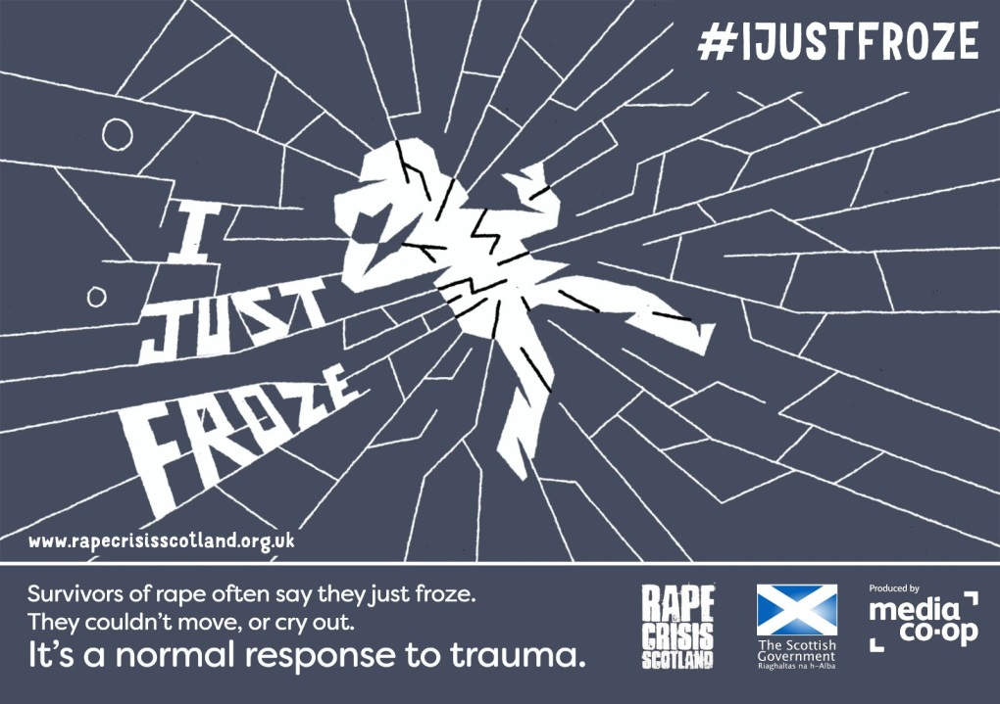 #IJUSTFROZE
I
JUST
FROZE
www.rapecrisisscotland.org.uk
Survivors of rape often say they just froze.
They couldn't move, or cry out.
It's a normal response to trauma.
RAPE
CRISIS
SCOTLAND
The Scottish
Government
Riaghaltas na h-Alba
Produced by
media
co-op